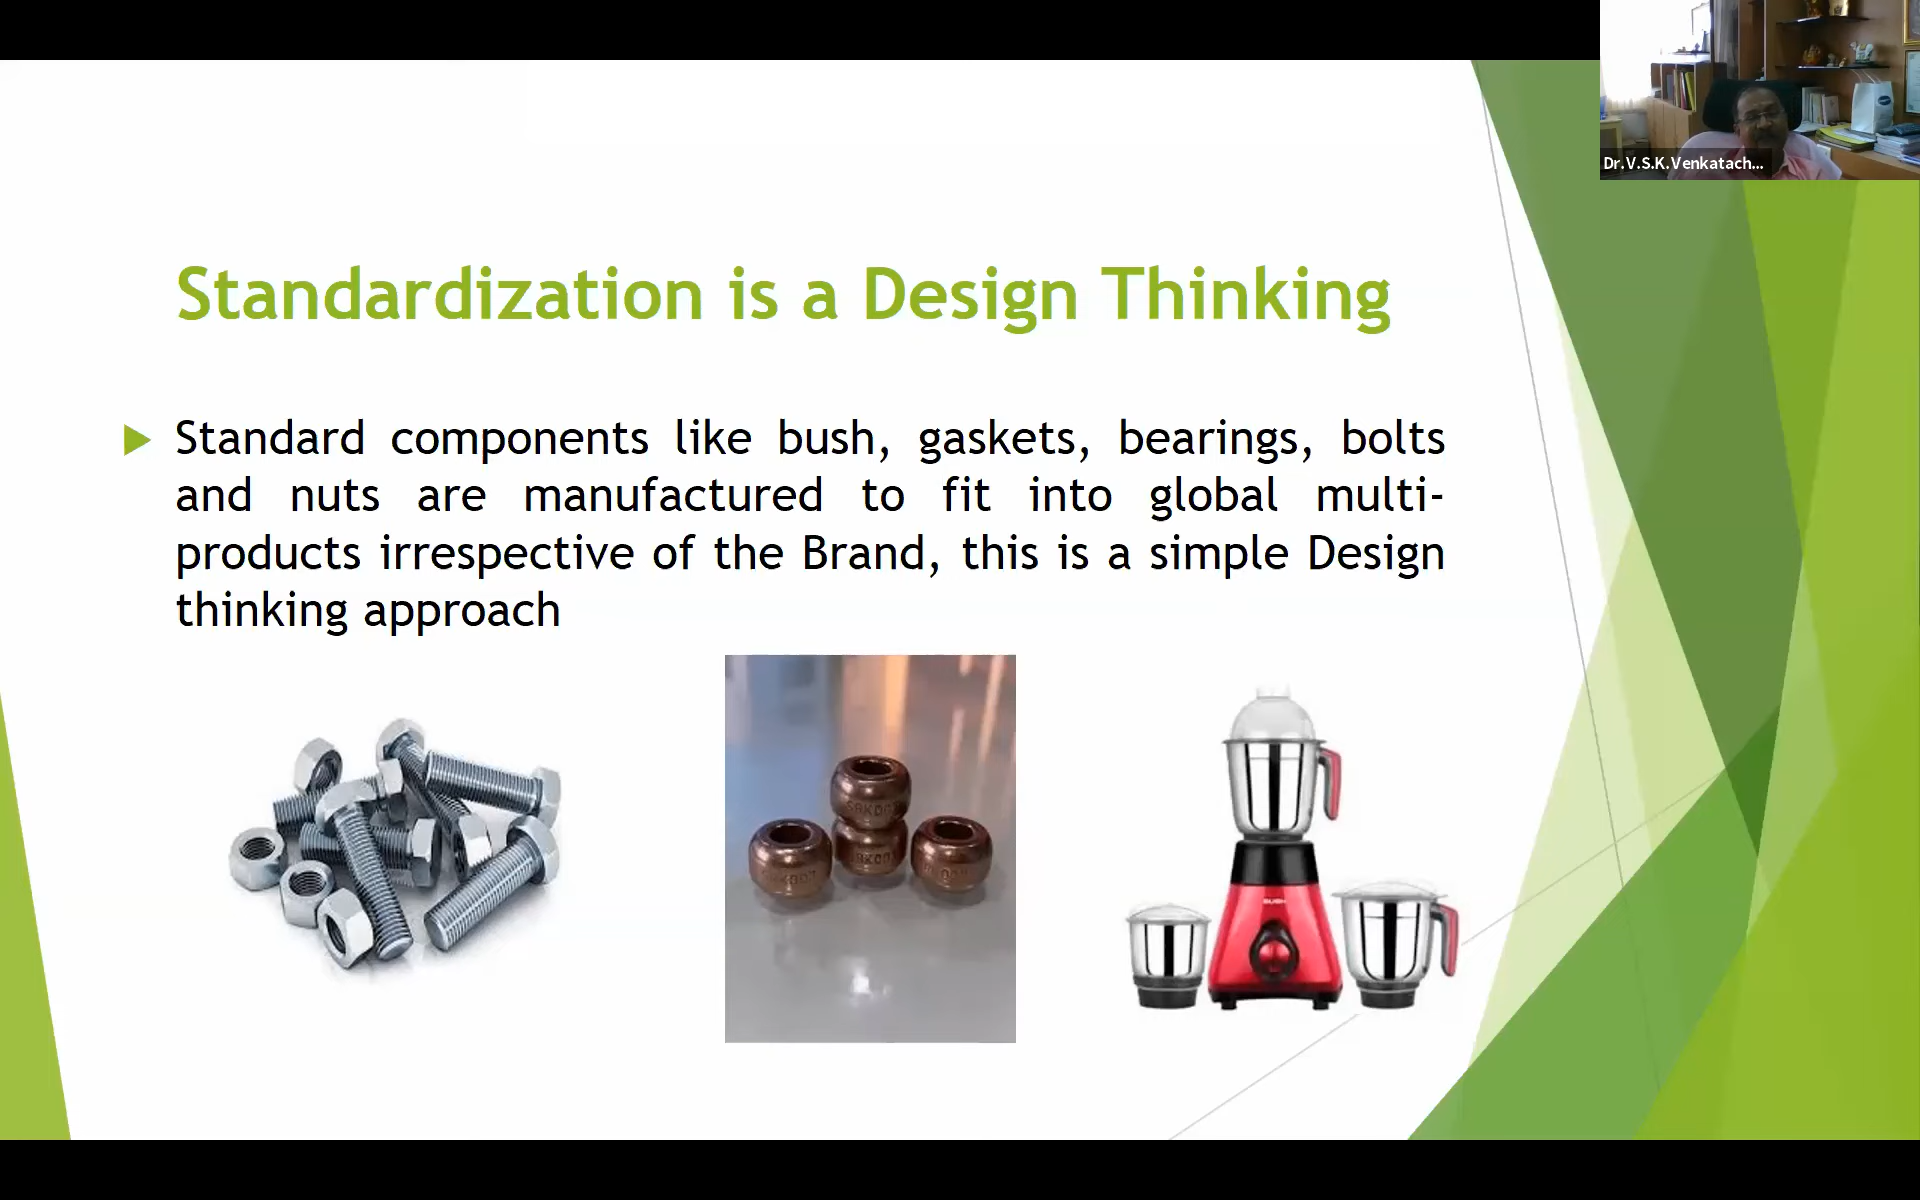 Dr.V.S.K.Venkatach...
Standardization is a Design Thinking
Standard components like bush, gaskets, bearings, bolts
and nuts are manufactured to fit into global multi-
products irrespective of the Brand, this is a simple Design
thinking approach
BUSH